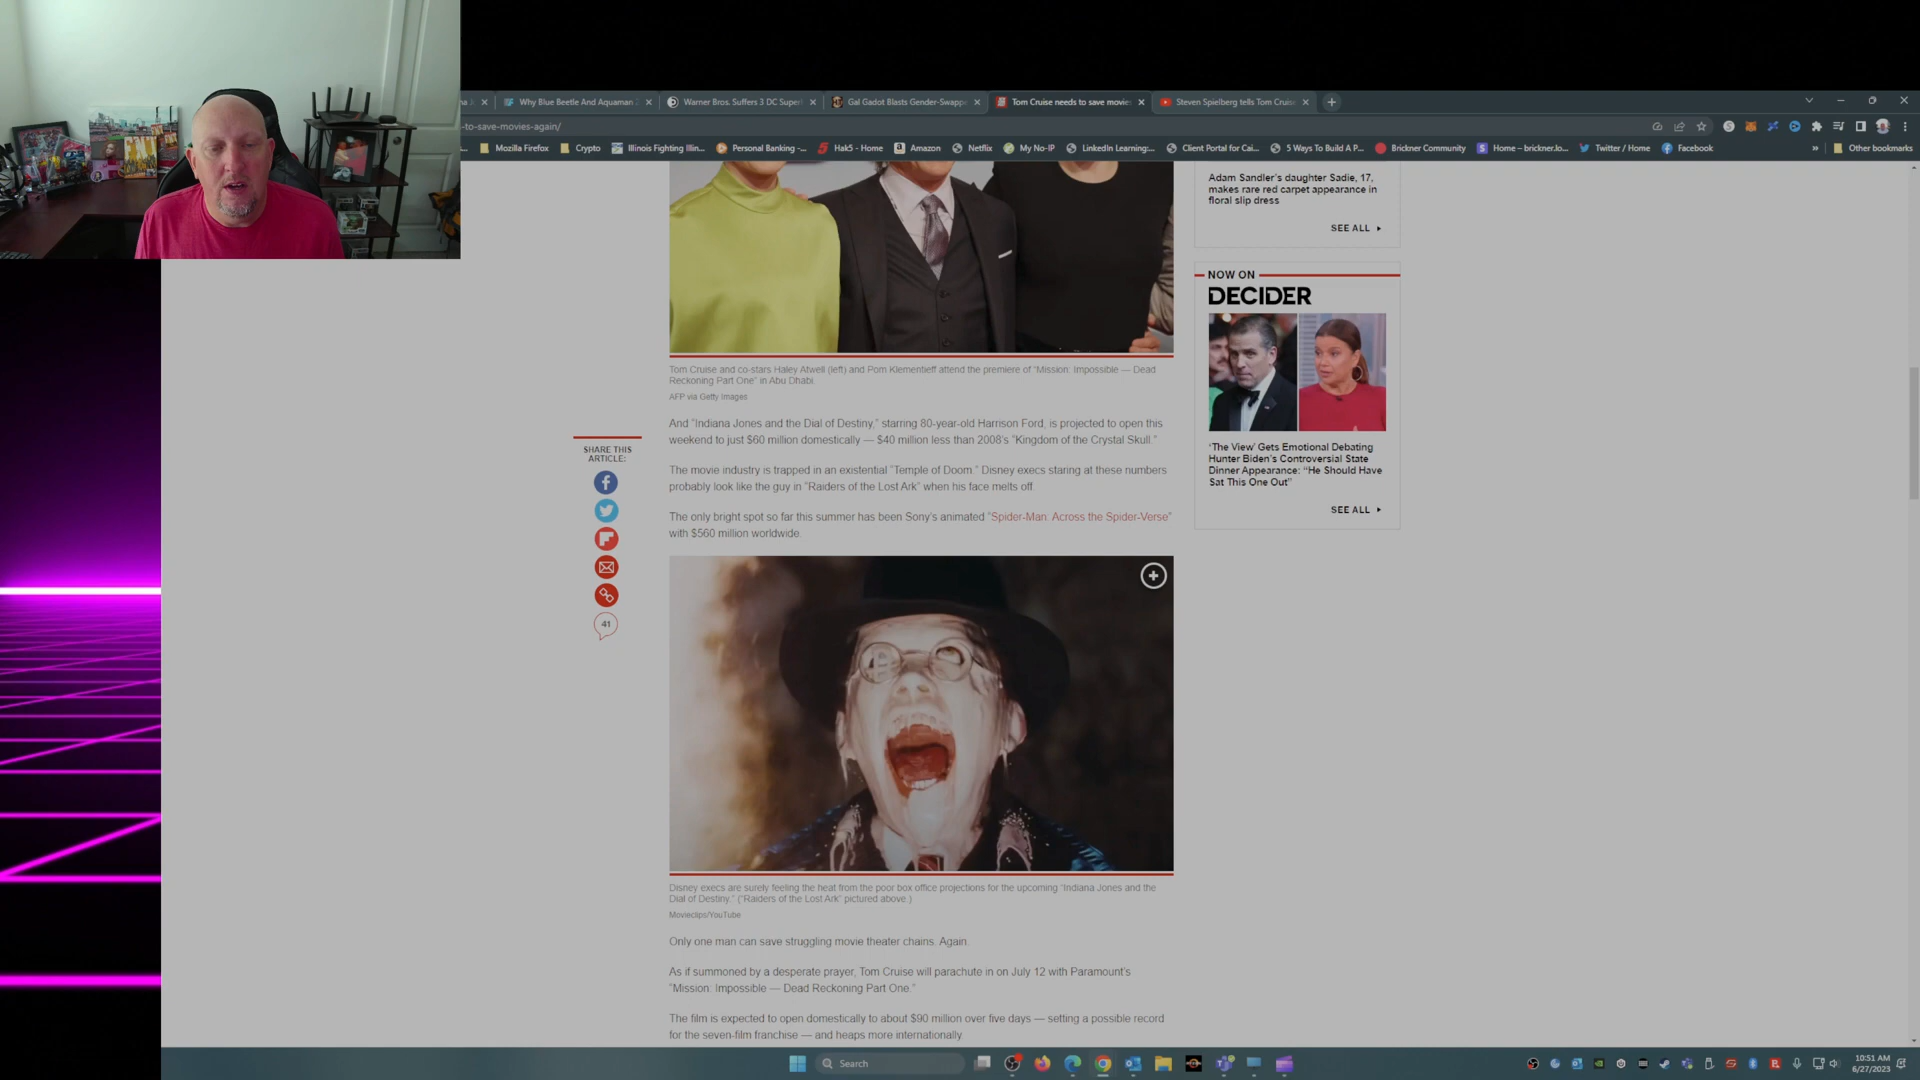 Why Blue Beetle And Aquaman
Warner Bros. Suffers 3 DC Super
Gal Gadot Blasts Gender-Swapp
Tom Cruise needs to save movie
Steven Spielberg tells Tom Cruis
-to-save-movies-again/
Mozilla Firefox
Crypto
Illinois Fighting Illin...
Personal Banking -...
Hak5 - Home
Amazon
Netflix
My No-IP
LinkedIn Learning:...
Client Portal for Cai...
5 Ways To Build A P...
Brickner Community
Home – brickner.lo...
Twitter / Home
Facebook
»
Other bookmarks
Adam Sandler's daughter Sadie, 17,
makes rare red carpet appearance in
floral slip dress
SEE ALL
NOW ON
DECIDER
'The View' Gets Emotional Debating
Hunter Biden's Controversial State
Dinner Appearance: "He Should Have
Sat This One Out"
SEE ALL
Tom Cruise and co-stars Haley Atwell (left) and Pom Klementieff attend the premiere of "Mission: Impossible — Dead
Reckoning Part One" in Abu Dhabi.
AFP via Getty Images
And "Indiana Jones and the Dial of Destiny," starring 80-year-old Harrison Ford, is projected to open this
weekend to just $60 million domestically — $40 million less than 2008's "Kingdom of the Crystal Skull."
SHARE THIS
ARTICLE:
41
The movie industry is trapped in an existential "Temple of Doom." Disney execs staring at these numbers
probably look like the guy in "Raiders of the Lost Ark" when his face melts off.
The only bright spot so far this summer has been Sony's animated "Spider-Man: Across the Spider-Verse"
with $560 million worldwide.
Disney execs are surely feeling the heat from the poor box office projections for the upcoming "Indiana Jones and the
Dial of Destiny." ("Raiders of the Lost Ark" pictured above.)
Movieclips/YouTube
Only one man can save struggling movie theater chains. Again.
As if summoned by a desperate prayer, Tom Cruise will parachute in on July 12 with Paramount's
"Mission: Impossible — Dead Reckoning Part One."
The film is expected to open domestically to about $90 million over five days — setting a possible record
for the seven-film franchise — and heaps more internationally.
Search
10:51 AM
6/27/2023